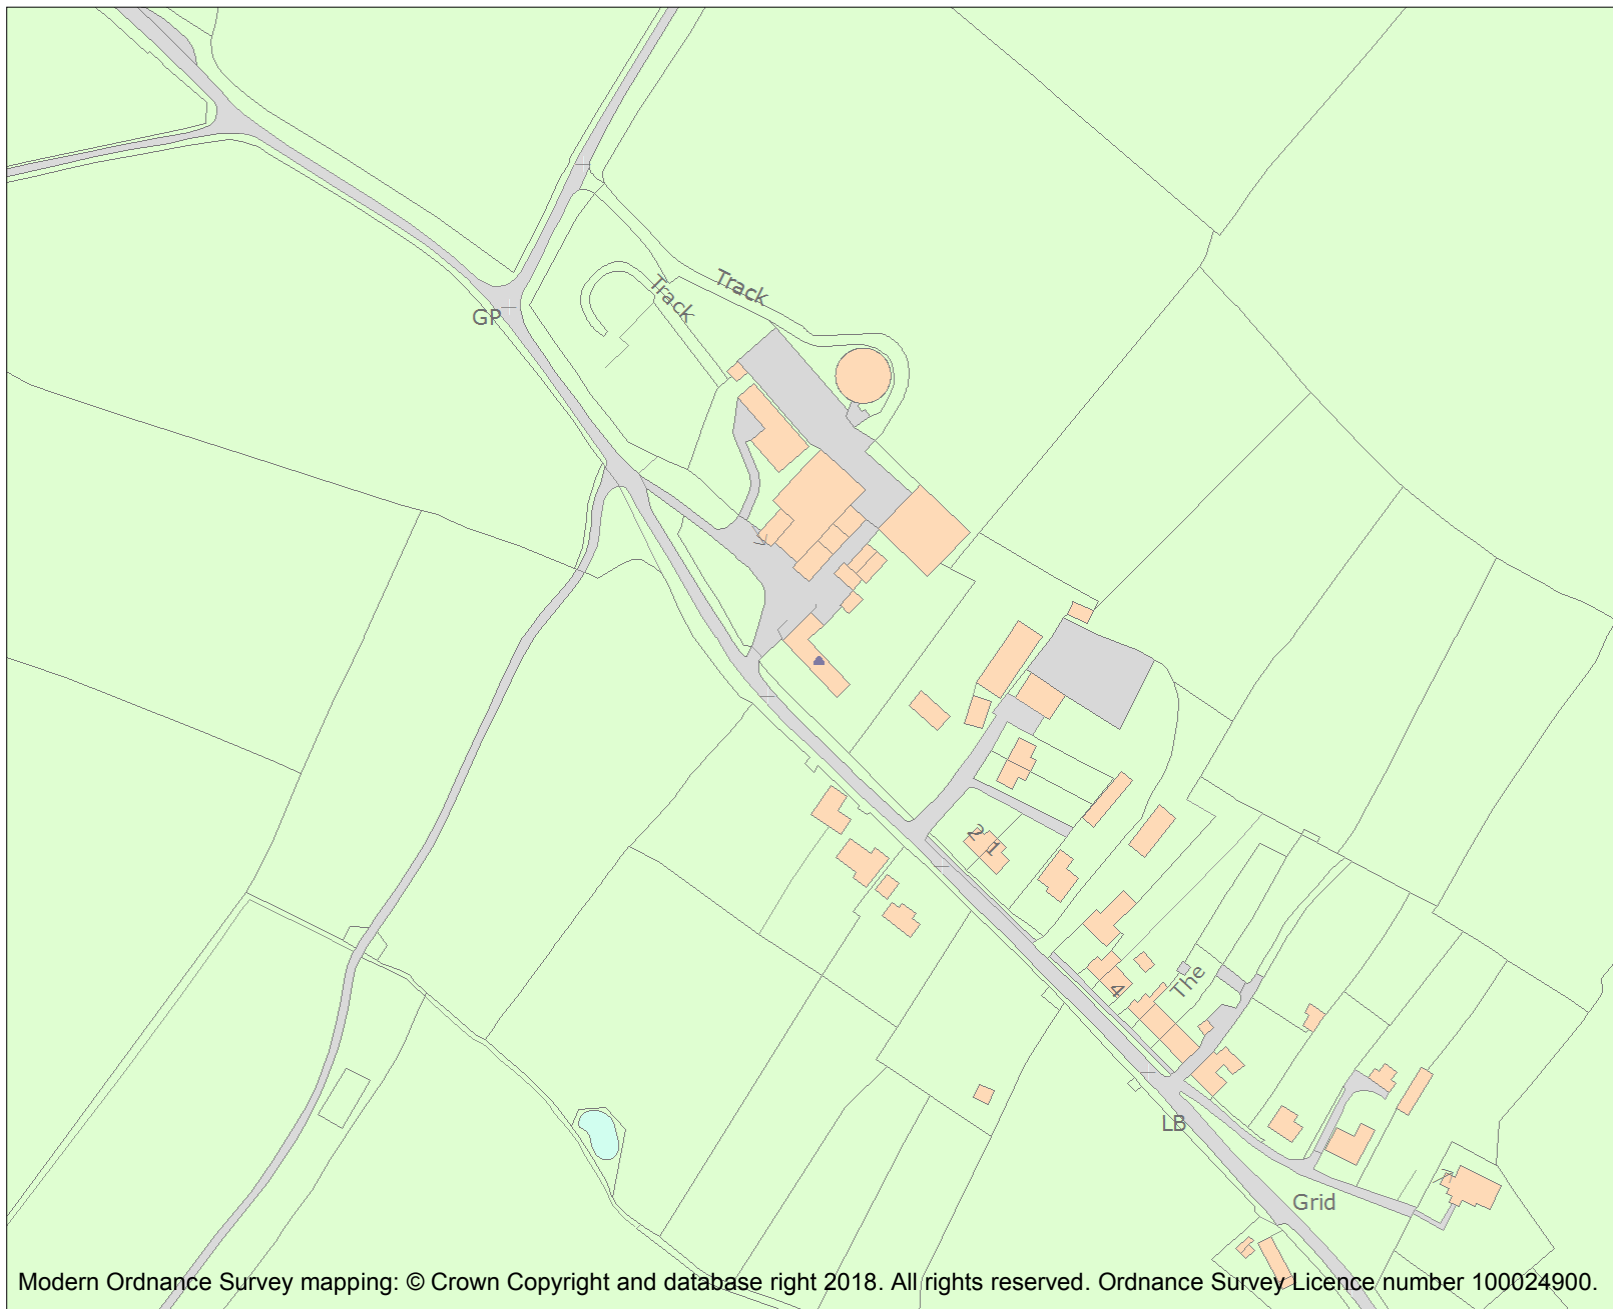 Track
Track
GP
2
1
4
The
LB
Grid
Modern Ordnance Survey mapping: © Crown Copyright and database right 2018. All rights reserved. Ordnance Survey Licence number 100024900.